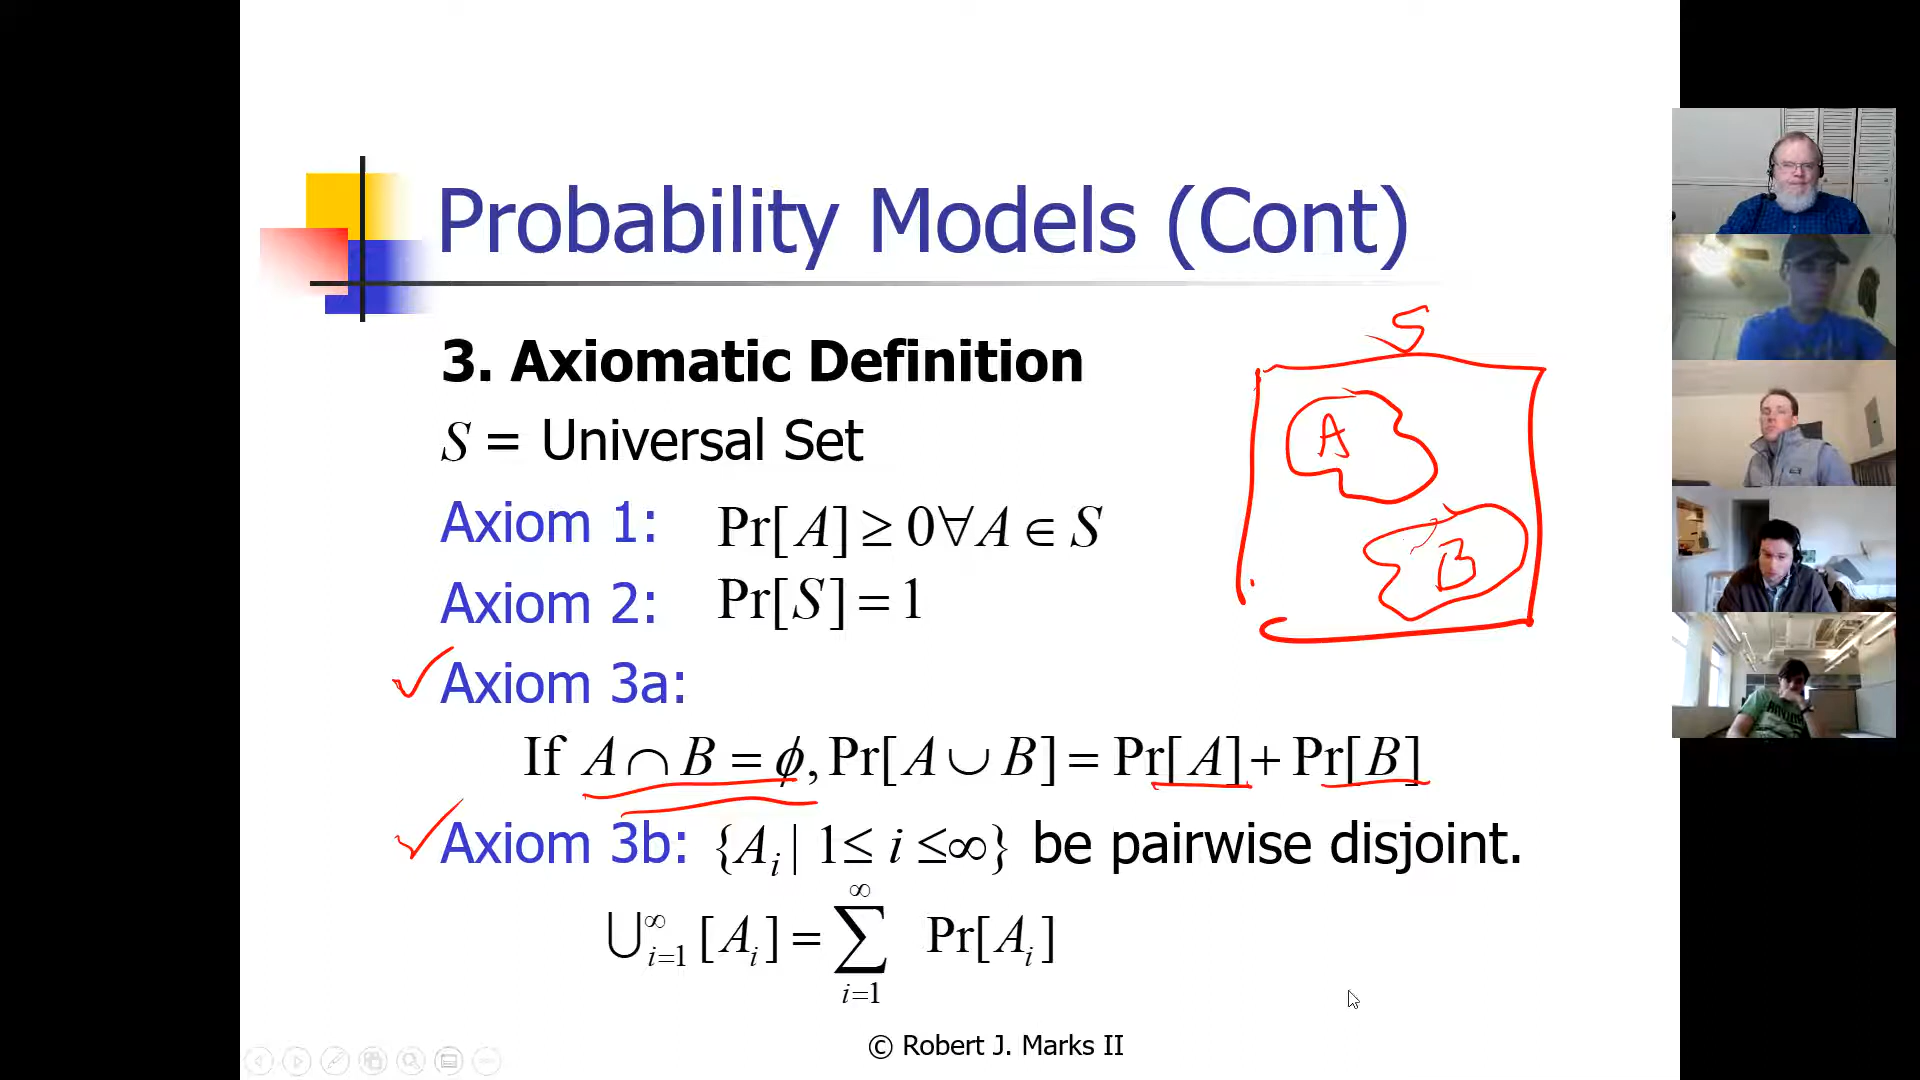 Probability Models (Cont)
S
3. Axiomatic Definition
S = Universal Set
A
Axiom 1: Pr[A] ≥ 0∀A ∈ S
B
Axiom 2: Pr[S] = 1
Axiom 3a:
If A ∩ B = ϕ, Pr[A ∪ B] = Pr[A] + Pr[B]
Axiom 3b: {A_i | 1 ≤ i ≤ ∞} be pairwise disjoint.
⋃_{i=1}^{∞} [A_i] = ∑_{i=1}^{∞} Pr[A_i]
© Robert J. Marks II